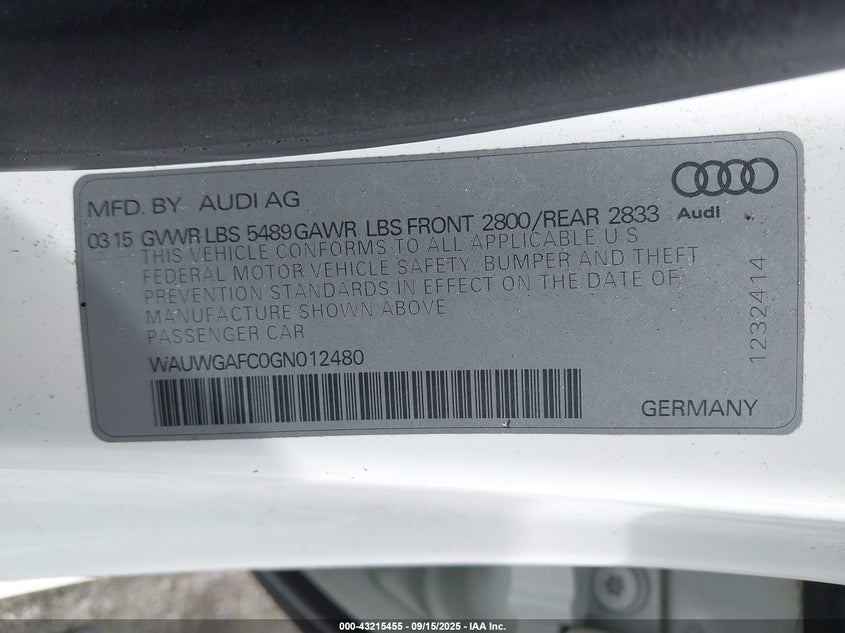 MFD. BY AUDI AG
Audi
03 15 GVWR LBS 5489 GAWR LBS FRONT 2800/REAR 2833
THIS VEHICLE CONFORMS TO ALL APPLICABLE U.S
FEDERAL MOTOR VEHICLE SAFETY, BUMPER AND THEFT
PREVENTION STANDARDS IN EFFECT ON THE DATE OF
MANUFACTURE SHOWN ABOVE
PASSENGER CAR
WAUWGAFC0GN012480
1232414
GERMANY
000-43215455 - 09/15/2025 - IAA Inc.